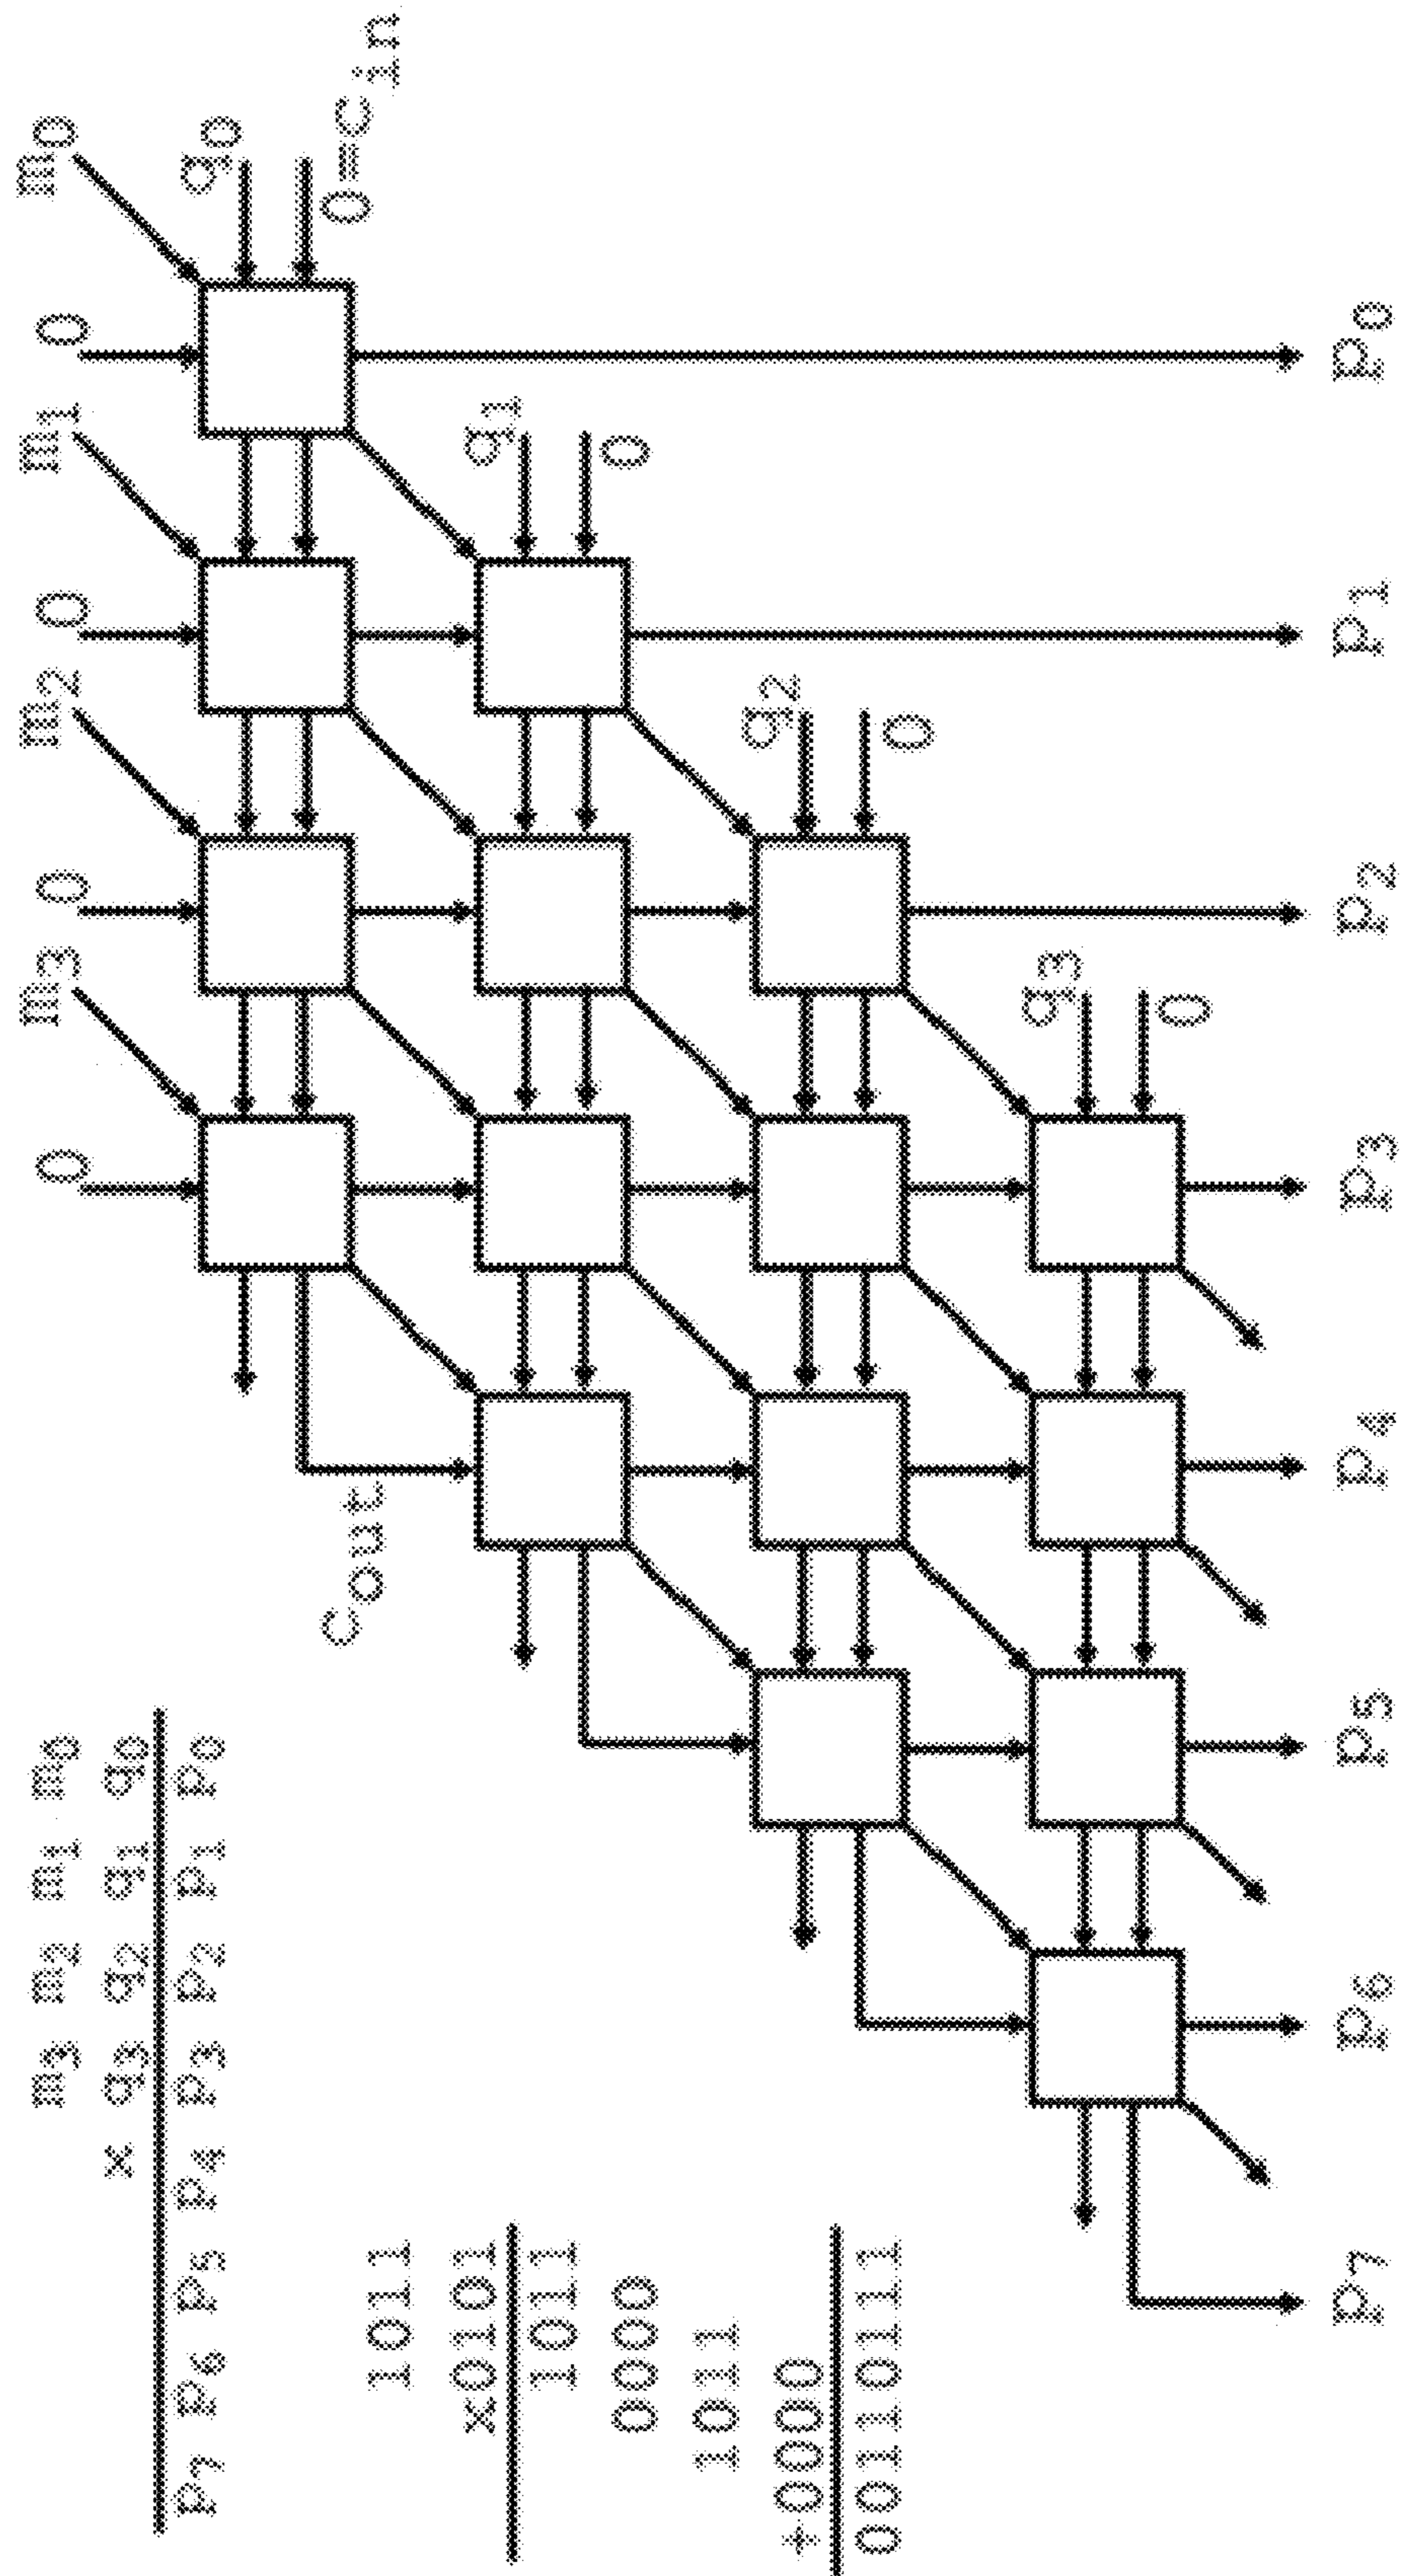 m3 m2 m1 m0
x q3 q2 q1 q0
P7 P6 P5 P4 P3 P2 P1 P0
1011
x0101
1011
0000
1011
+0000
00110111
0 m3 0 m2 0 m1 0 m0
q0
0=Cin
Cout
q1
0
q2
0
q3
0
P7 P6 P5 P4 P3 P2 P1 P0